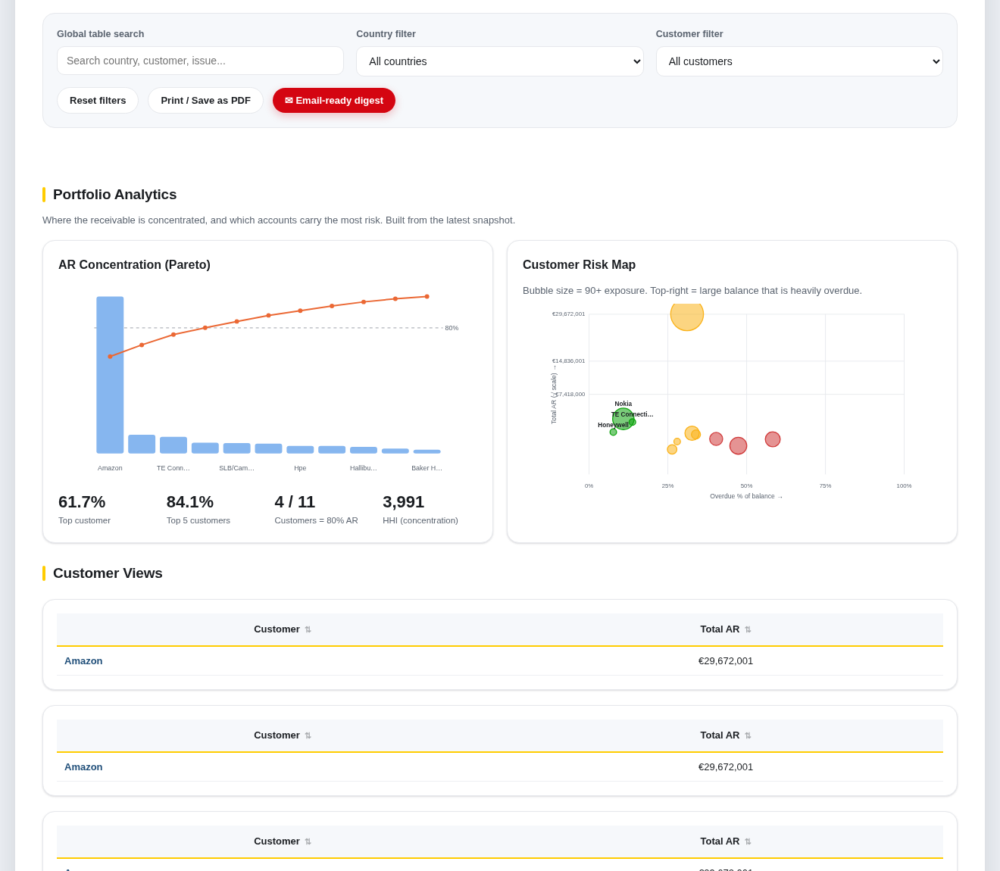 Global table search
Country filter
Customer filter
Search country, customer, issue...
All countries
All customers
Reset filters
Print / Save as PDF
✉ Email-ready digest
Portfolio Analytics
Where the receivable is concentrated, and which accounts carry the most risk. Built from the latest snapshot.
AR Concentration (Pareto)
80%
Amazon
TE Conn…
SLB/Cam…
Hpe
Hallibu…
Baker H…
61.7%
Top customer
84.1%
Top 5 customers
4 / 11
Customers = 80% AR
3,991
HHI (concentration)
Customer Risk Map
Bubble size = 90+ exposure. Top-right = large balance that is heavily overdue.
€29,672,001
€14,836,001
€7,418,000
Total AR (√ scale) →
Nokia
TE Connecti…
Honeywell
0%
25%
50%
75%
100%
Overdue % of balance →
Customer Views
Customer ⇅
Total AR ⇅
Amazon
€29,672,001
Customer ⇅
Total AR ⇅
Amazon
€29,672,001
Customer ⇅
Total AR ⇅